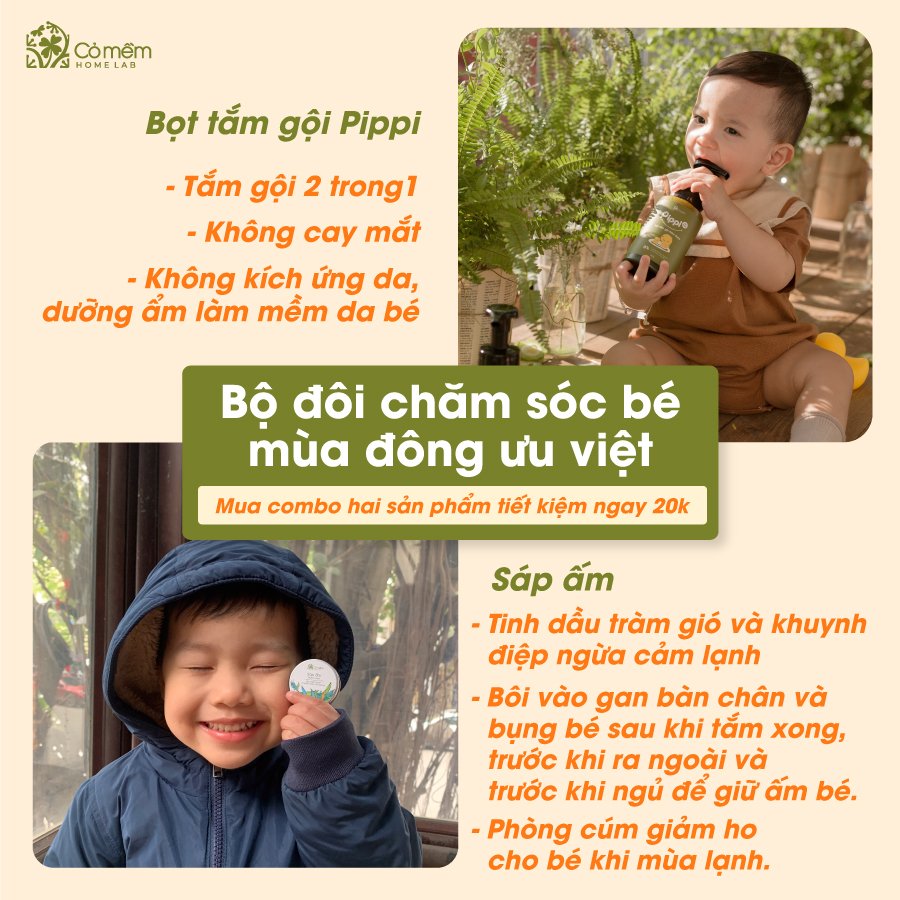 Cỏ mềm
HOME LAB
Bọt tắm gội Pippi
- Tắm gội 2 trong1
- Không cay mắt
- Không kích ứng da,
dưỡng ẩm làm mềm da bé
Pippi
Bộ đôi chăm sóc bé
mùa đông ưu việt
Mua combo hai sản phẩm tiết kiệm ngay 20k
Sáp ấm
- Tinh dầu tràm gió và khuynh
điệp ngừa cảm lạnh
- Bôi vào gan bàn chân và
bụng bé sau khi tắm xong,
trước khi ra ngoài và
trước khi ngủ để giữ ấm bé.
- Phòng cúm giảm ho
cho bé khi mùa lạnh.